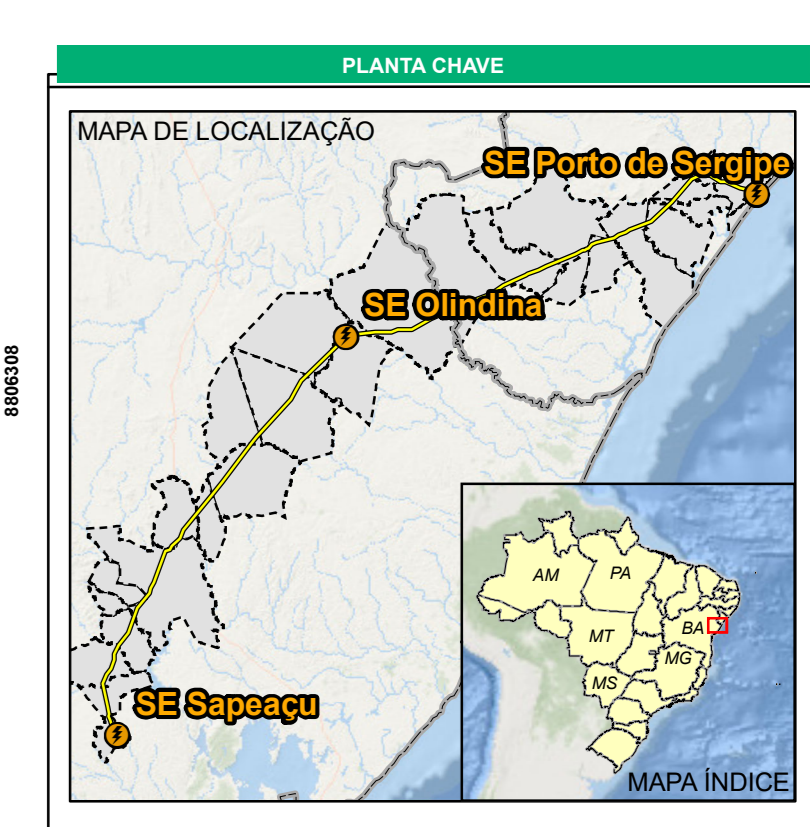 PLANTA CHAVE
MAPA DE LOCALIZAÇÃO
SE Porto de Sergipe
SE Olindina
8806308
AM
PA
BA
MT
MG
MS
SE Sapeaçu
MAPA ÍNDICE